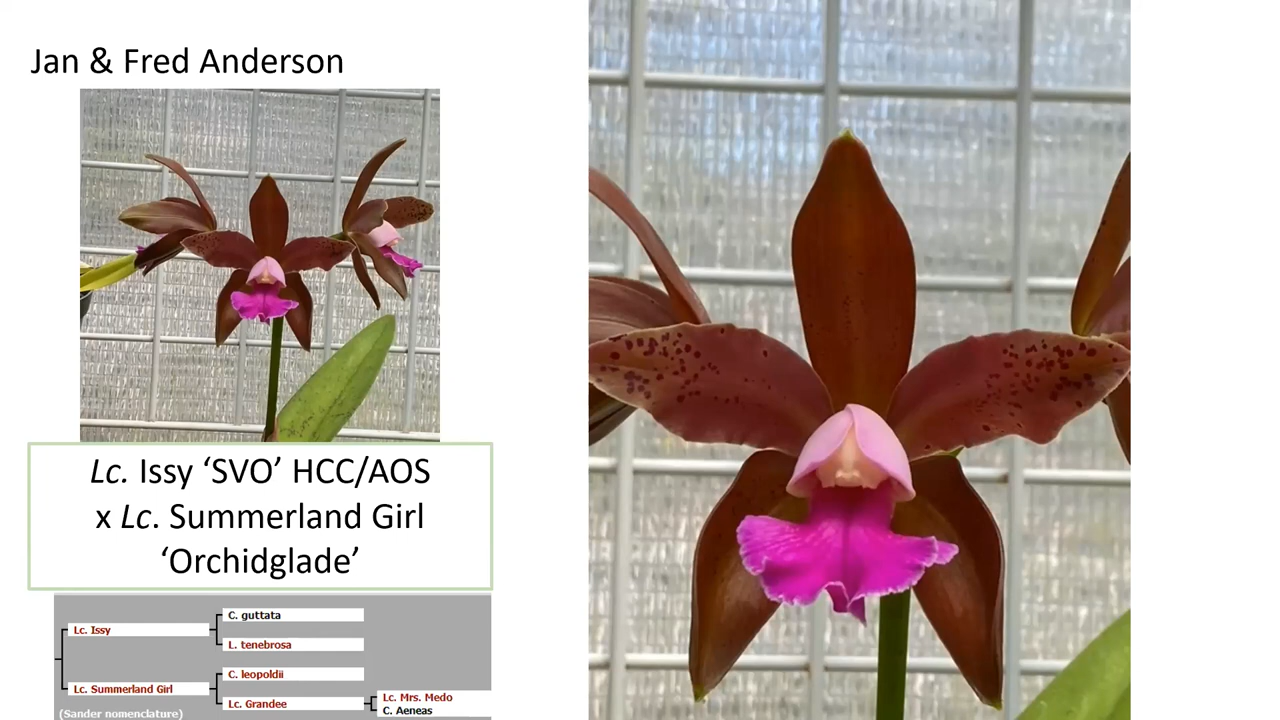 Jan & Fred Anderson
Lc. Issy ‘SVO’ HCC/AOS
x Lc. Summerland Girl
‘Orchidglade’
C. guttata
Lc. Issy
L. tenebrosa
C. leopoldii
Lc. Summerland Girl
Lc. Grandee
Lc. Mrs. Medo
C. Aeneas
(Sander nomenclature)